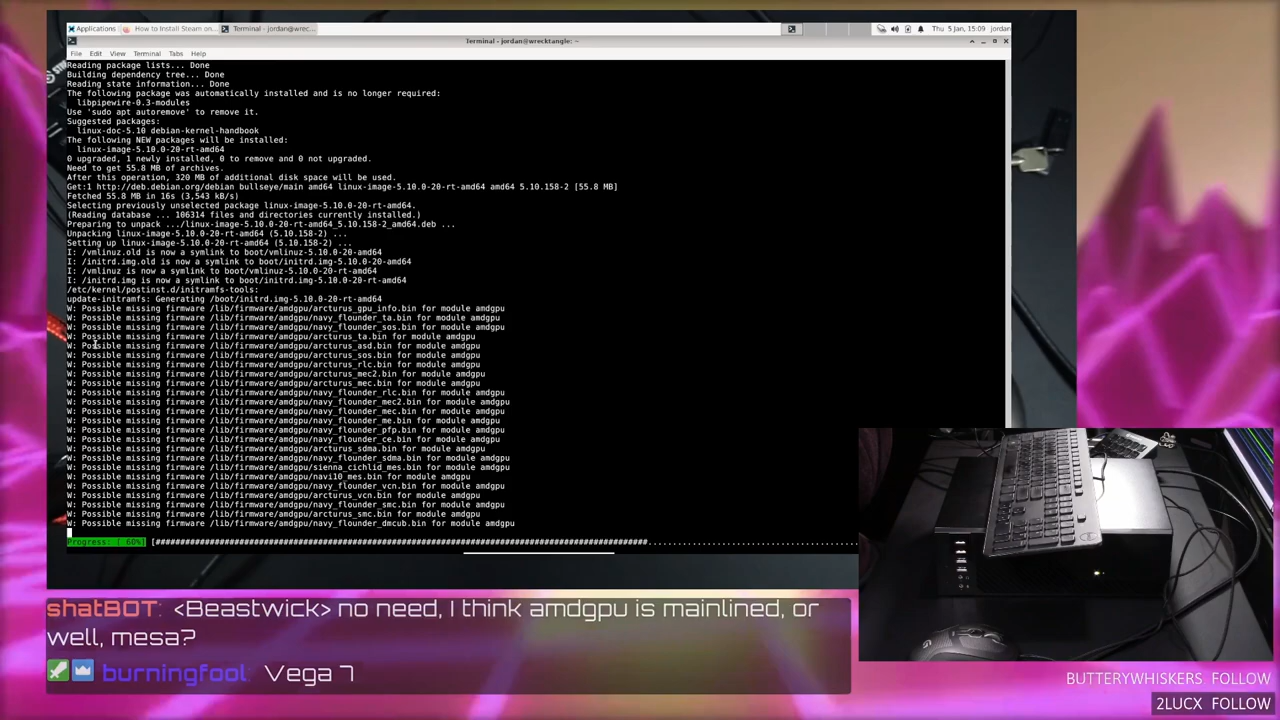 Applications
How to Install Steam on...
Terminal - jordan@wrec...
Thu 5 Jan, 15:09
jordan
Terminal - jordan@wrecktangle: ~
File Edit View Terminal Tabs Help
Reading package lists... Done
Building dependency tree... Done
Reading state information... Done
The following package was automatically installed and is no longer required:
libpipewire-0.3-modules
Use 'sudo apt autoremove' to remove it.
Suggested packages:
linux-doc-5.10 debian-kernel-handbook
The following NEW packages will be installed:
linux-image-5.10.0-20-rt-amd64
0 upgraded, 1 newly installed, 0 to remove and 0 not upgraded.
Need to get 55.8 MB of archives.
After this operation, 320 MB of additional disk space will be used.
Get:1 http://deb.debian.org/debian bullseye/main amd64 linux-image-5.10.0-20-rt-amd64 amd64 5.10.158-2 [55.8 MB]
Fetched 55.8 MB in 16s (3,543 kB/s)
Selecting previously unselected package linux-image-5.10.0-20-rt-amd64.
(Reading database ... 106314 files and directories currently installed.)
Preparing to unpack .../linux-image-5.10.0-20-rt-amd64_5.10.158-2_amd64.deb ...
Unpacking linux-image-5.10.0-20-rt-amd64 (5.10.158-2) ...
Setting up linux-image-5.10.0-20-rt-amd64 (5.10.158-2) ...
I: /vmlinuz.old is now a symlink to boot/vmlinuz-5.10.0-20-amd64
I: /initrd.img.old is now a symlink to boot/initrd.img-5.10.0-20-amd64
I: /vmlinuz is now a symlink to boot/vmlinuz-5.10.0-20-rt-amd64
I: /initrd.img is now a symlink to boot/initrd.img-5.10.0-20-rt-amd64
/etc/kernel/postinst.d/initramfs-tools:
update-initramfs: Generating /boot/initrd.img-5.10.0-20-rt-amd64
W: Possible missing firmware /lib/firmware/amdgpu/arcturus_gpu_info.bin for module amdgpu
W: Possible missing firmware /lib/firmware/amdgpu/navy_flounder_ta.bin for module amdgpu
W: Possible missing firmware /lib/firmware/amdgpu/navy_flounder_sos.bin for module amdgpu
W: Possible missing firmware /lib/firmware/amdgpu/arcturus_ta.bin for module amdgpu
W: Possible missing firmware /lib/firmware/amdgpu/arcturus_asd.bin for module amdgpu
W: Possible missing firmware /lib/firmware/amdgpu/arcturus_sos.bin for module amdgpu
W: Possible missing firmware /lib/firmware/amdgpu/arcturus_rlc.bin for module amdgpu
W: Possible missing firmware /lib/firmware/amdgpu/arcturus_mec2.bin for module amdgpu
W: Possible missing firmware /lib/firmware/amdgpu/arcturus_mec.bin for module amdgpu
W: Possible missing firmware /lib/firmware/amdgpu/navy_flounder_rlc.bin for module amdgpu
W: Possible missing firmware /lib/firmware/amdgpu/navy_flounder_mec2.bin for module amdgpu
W: Possible missing firmware /lib/firmware/amdgpu/navy_flounder_mec.bin for module amdgpu
W: Possible missing firmware /lib/firmware/amdgpu/navy_flounder_me.bin for module amdgpu
W: Possible missing firmware /lib/firmware/amdgpu/navy_flounder_pfp.bin for module amdgpu
W: Possible missing firmware /lib/firmware/amdgpu/navy_flounder_ce.bin for module amdgpu
W: Possible missing firmware /lib/firmware/amdgpu/arcturus_sdma.bin for module amdgpu
W: Possible missing firmware /lib/firmware/amdgpu/navy_flounder_sdma.bin for module amdgpu
W: Possible missing firmware /lib/firmware/amdgpu/sienna_cichlid_mes.bin for module amdgpu
W: Possible missing firmware /lib/firmware/amdgpu/navi10_mes.bin for module amdgpu
W: Possible missing firmware /lib/firmware/amdgpu/navy_flounder_vcn.bin for module amdgpu
W: Possible missing firmware /lib/firmware/amdgpu/arcturus_vcn.bin for module amdgpu
W: Possible missing firmware /lib/firmware/amdgpu/navy_flounder_smc.bin for module amdgpu
W: Possible missing firmware /lib/firmware/amdgpu/arcturus_smc.bin for module amdgpu
W: Possible missing firmware /lib/firmware/amdgpu/navy_flounder_dmcub.bin for module amdgpu
Progress: [ 60%]
shatBOT: <Beastwick> no need, I think amdgpu is mainlined, or
well, mesa?
burningfool: Vega 7
BUTTERYWHISKERS FOLLOW
2LUCX FOLLOW